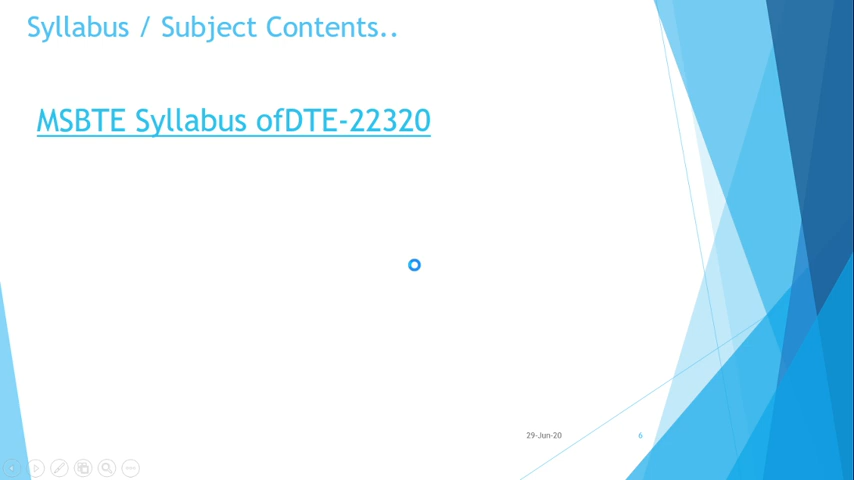 Syllabus / Subject Contents..
MSBTE Syllabus ofDTE-22320
29-Jun-20
6